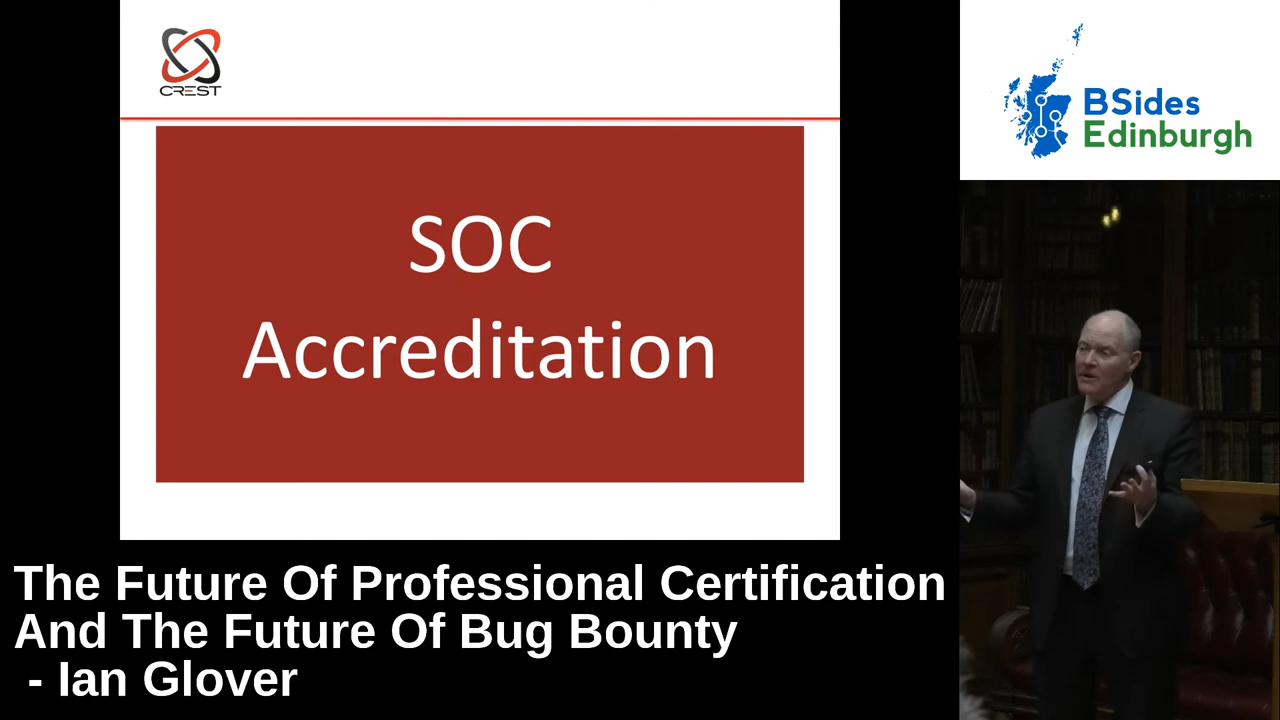 CREST
SOC
Accreditation
BSides
Edinburgh
The Future Of Professional Certification
And The Future Of Bug Bounty
- Ian Glover